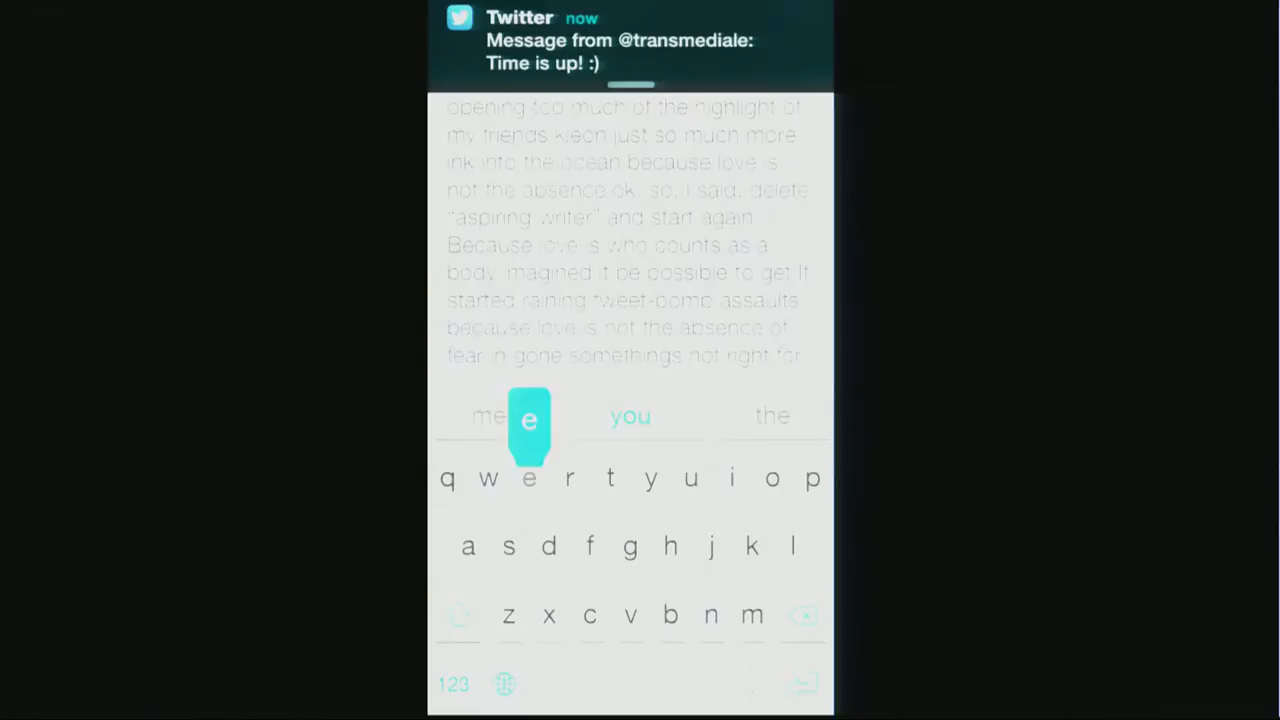 Twitter now
Message from @transmediale:
Time is up! :)
opening too much of the highlight of
my friends kleon just so much more
ink into the ocean because love is
not the absence ok. so, I said, delete
"aspiring writer" and start again.
Because love is who counts as a
body imagined it be possible to get It
started raining tweet-bomb assaults
because love is not the absence of
fear in gone somethings not right for
me e you the
q w e r t y u i o p
a s d f g h j k l
z x c v b n m
123